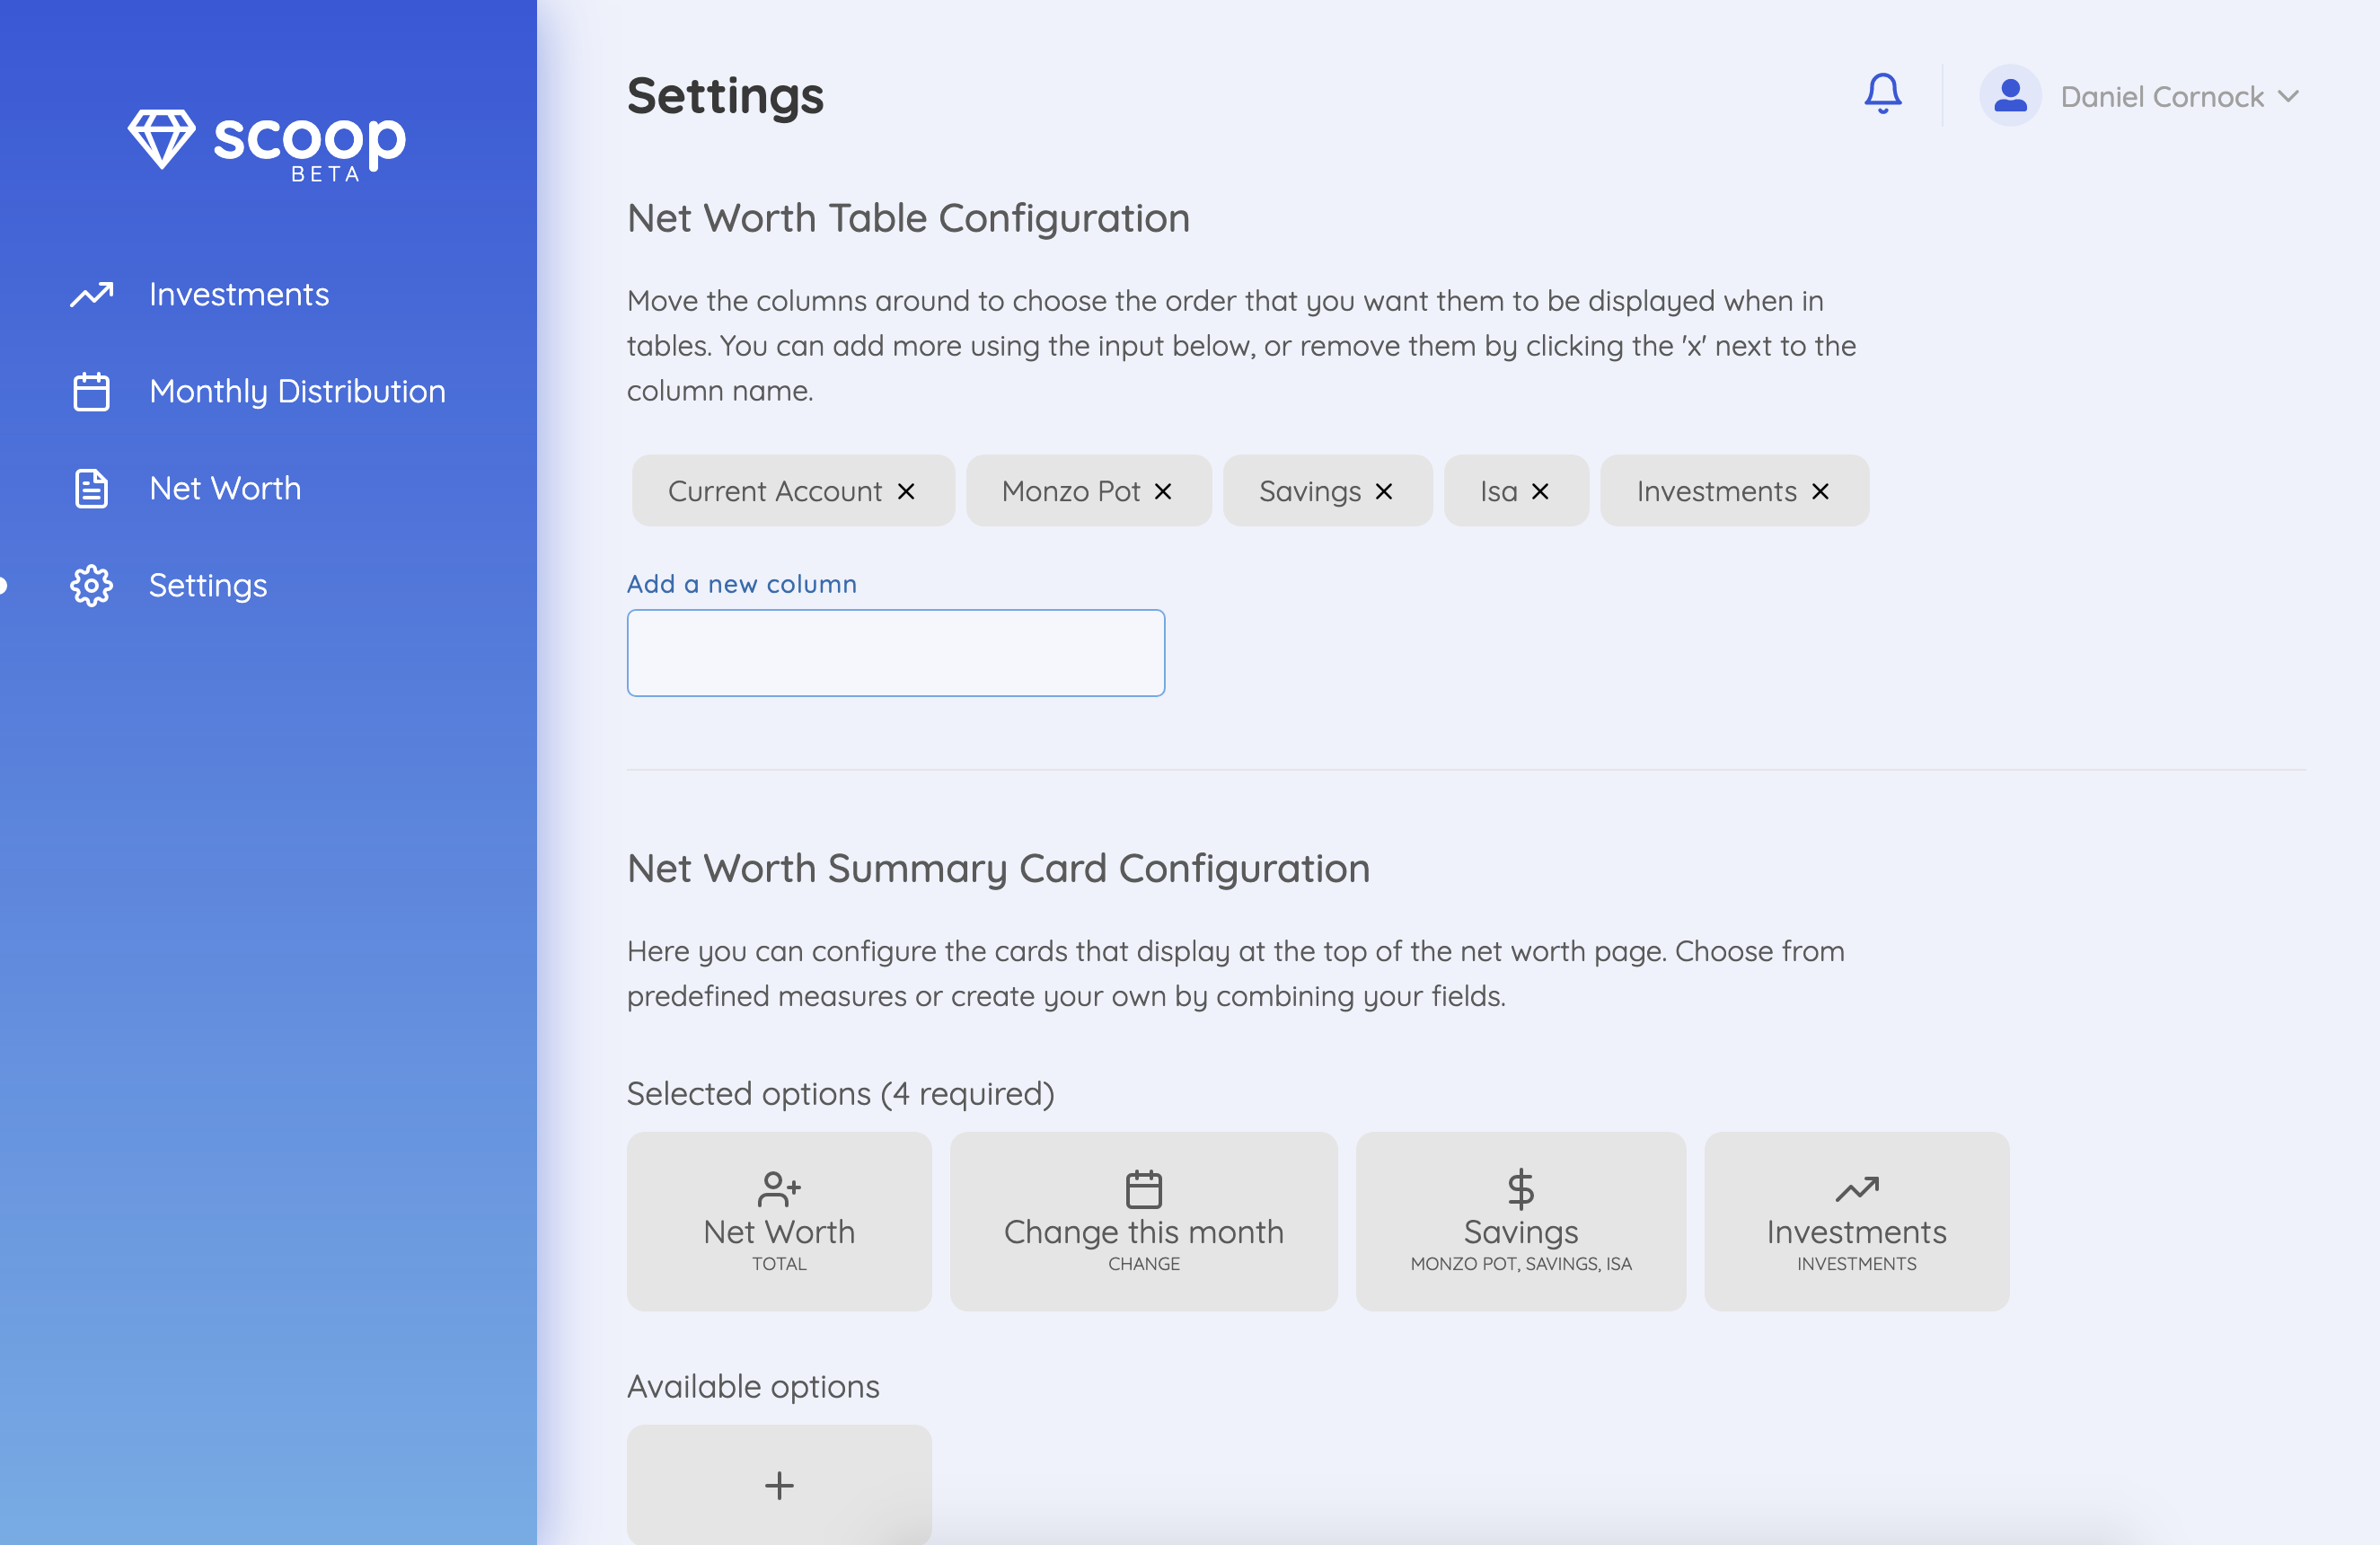 scoop
BETA
Investments
Monthly Distribution
Net Worth
Settings
Settings
Daniel Cornock
Net Worth Table Configuration
Move the columns around to choose the order that you want them to be displayed when in
tables. You can add more using the input below, or remove them by clicking the 'x' next to the
column name.
Current Account × Monzo Pot × Savings × Isa × Investments ×
Add a new column
Net Worth Summary Card Configuration
Here you can configure the cards that display at the top of the net worth page. Choose from
predefined measures or create your own by combining your fields.
Selected options (4 required)
Net Worth
TOTAL
Change this month
CHANGE
Savings
MONZO POT, SAVINGS, ISA
Investments
INVESTMENTS
Available options